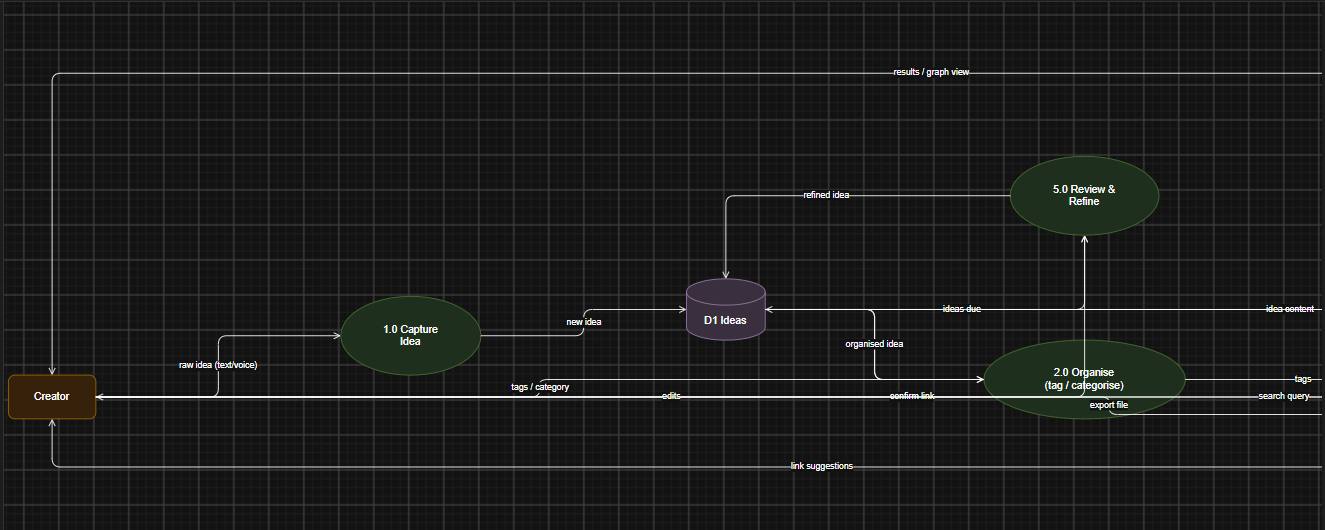 results / graph view
5.0 Review &
Refine
refined idea
D1 Ideas
ideas due
idea content
new idea
1.0 Capture
Idea
organised idea
raw idea (text/voice)
2.0 Organise
(tag / categorise)
tags
tags / category
Creator
edits
confirm link
search query
export file
link suggestions